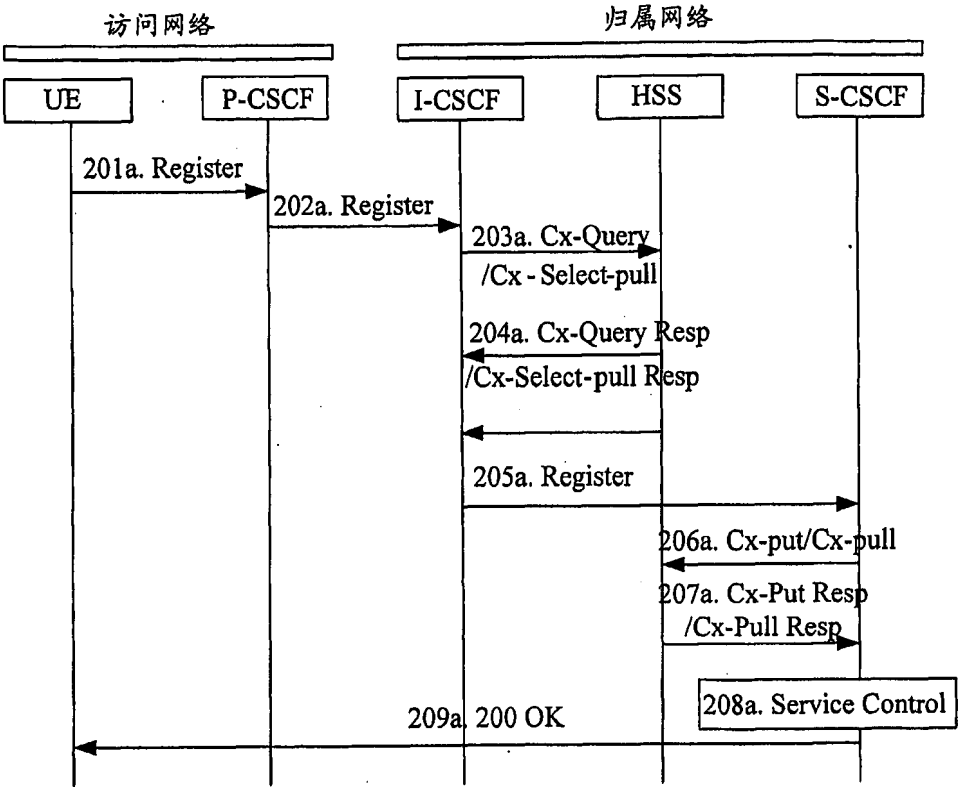 访问网络
归属网络
UE
P-CSCF
I-CSCF
HSS
S-CSCF
201a. Register
202a. Register
203a. Cx-Query
/Cx - Select-pull
204a. Cx-Query Resp
/Cx-Select-pull Resp
205a. Register
206a. Cx-put/Cx-pull
207a. Cx-Put Resp
/Cx-Pull Resp
208a. Service Control
209a. 200 OK